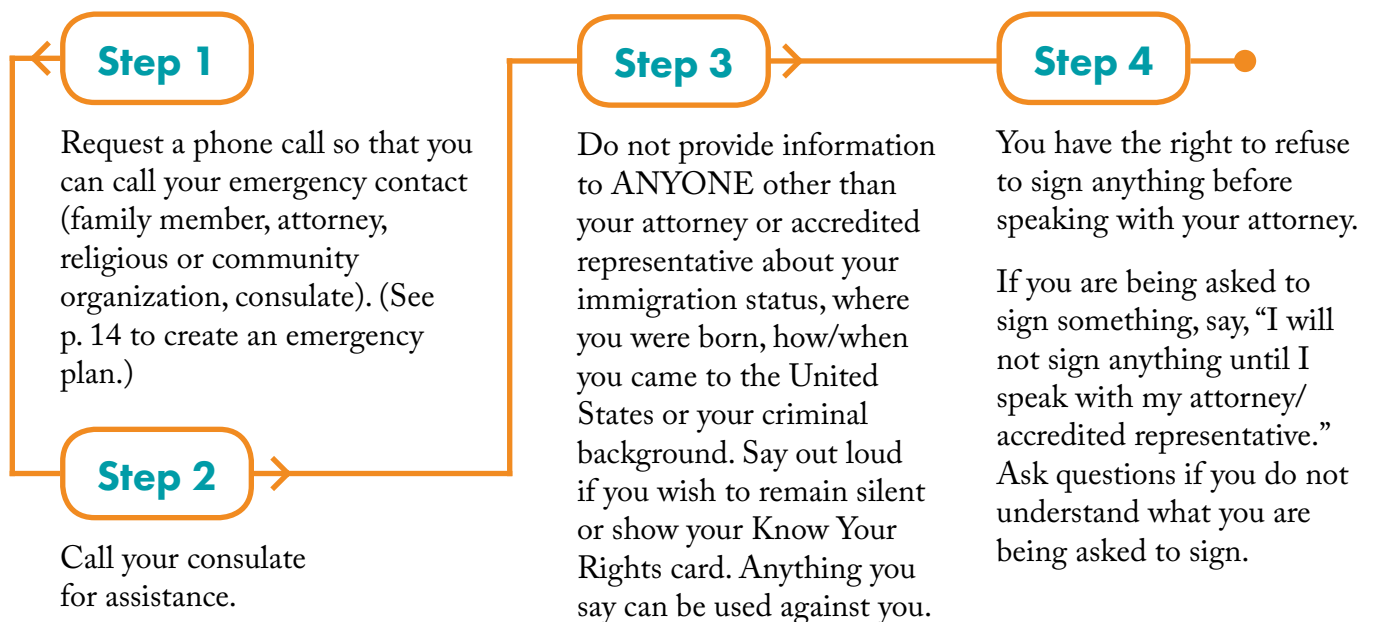 Step 1
Request a phone call so that you
can call your emergency contact
(family member, attorney,
religious or community
organization, consulate). (See
p. 14 to create an emergency
plan.)
Step 2
Call your consulate
for assistance.
Step 3
Do not provide information
to ANYONE other than
your attorney or accredited
representative about your
immigration status, where
you were born, how/when
you came to the United
States or your criminal
background. Say out loud
if you wish to remain silent
or show your Know Your
Rights card. Anything you
say can be used against you.
Step 4
You have the right to refuse
to sign anything before
speaking with your attorney.
If you are being asked to
sign something, say, “I will
not sign anything until I
speak with my attorney/
accredited representative.”
Ask questions if you do not
understand what you are
being asked to sign.